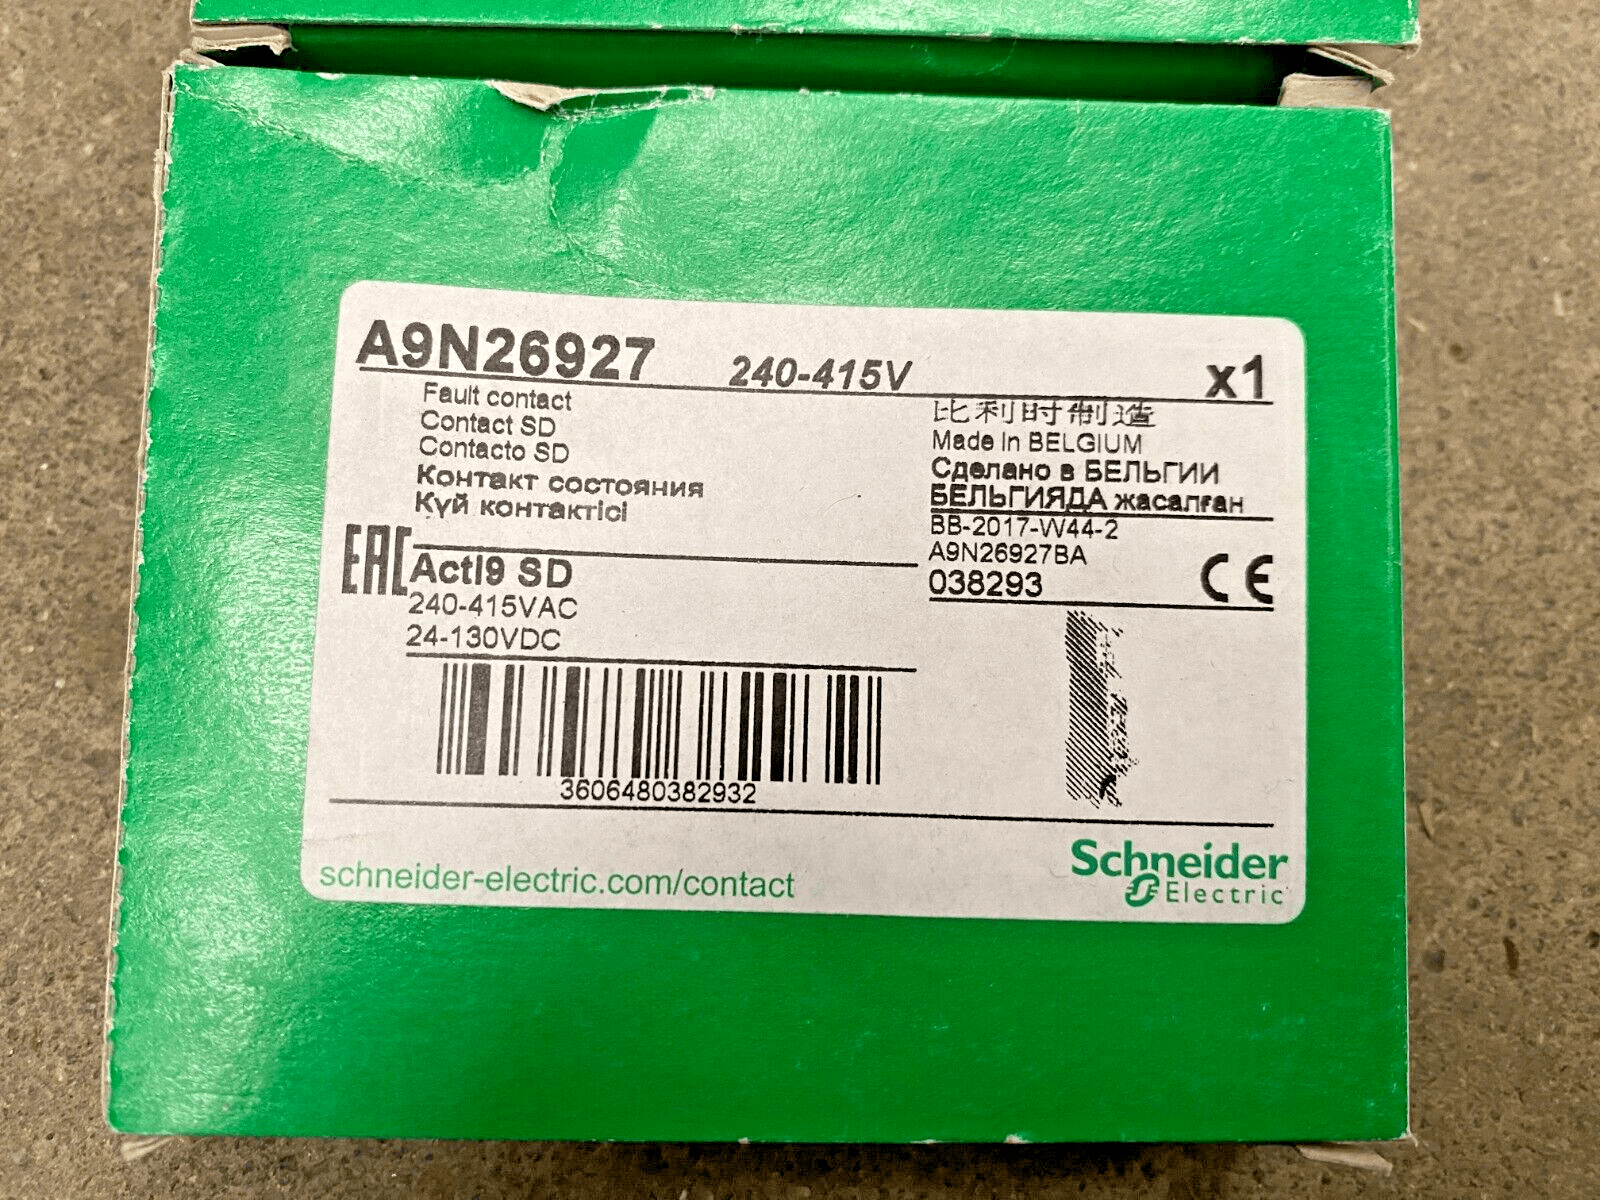 A9N26927 240-415V x1
Fault contact
Contact SD
Contacto SD
Контакт состояния
Күй контактісі
比利时制造
Made In BELGIUM
Сделано в БЕЛЬГИИ
БЕЛЬГИЯДА жасалған
BB-2017-W44-2
A9N26927BA
038293
CE
EAC
Acti9 SD
240-415VAC
24-130VDC
3606480382932
schneider-electric.com/contact
Schneider
Electric